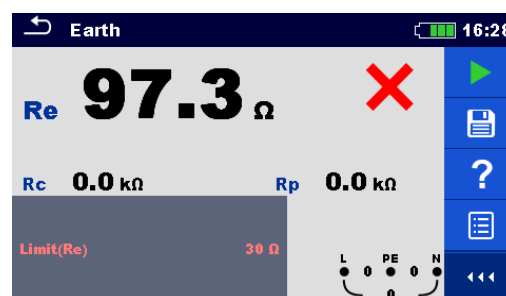 Earth 16:28
Re 97.3 Ω
Rc 0.0 kΩ Rp 0.0 kΩ
?
Limit(Re) 30 Ω
L PE N
0 0
0